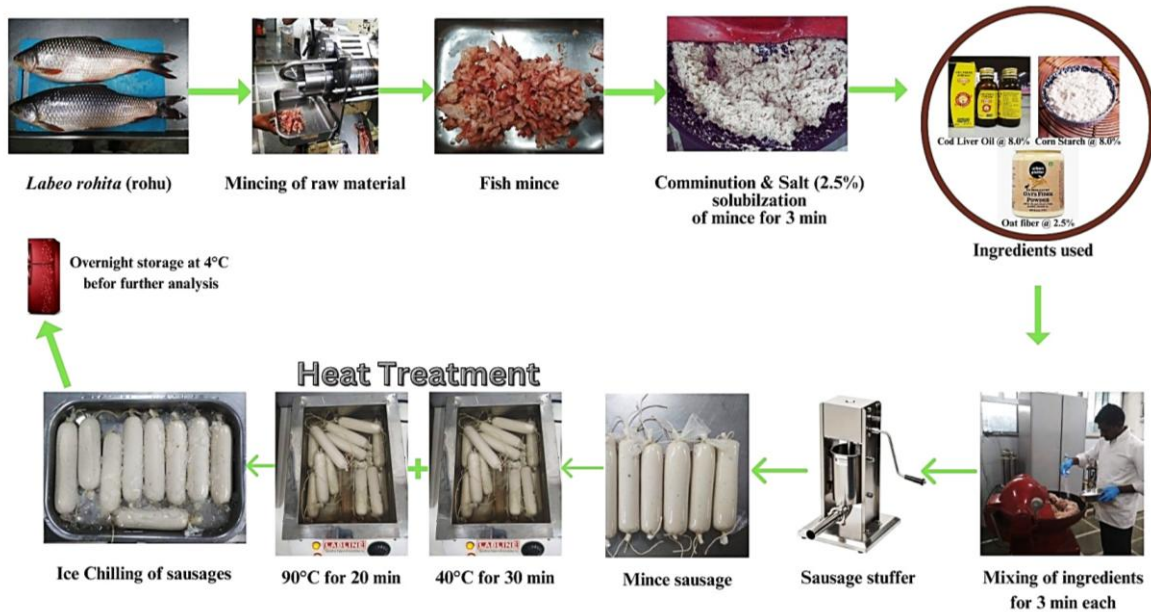 Labeo rohita (rohu)
Mincing of raw material
Fish mince
Comminution & Salt (2.5%)
solubilzation
of mince for 3 min
Cod Liver Oil @ 8.0%
Corn Starch @ 8.0%
Oat fiber @ 2.5%
Ingredients used
Overnight storage at 4°C
befor further analysis
Heat Treatment
LABLINE
LABLINE
Ice Chilling of sausages
90°C for 20 min
+
40°C for 30 min
Mince sausage
Sausage stuffer
Mixing of ingredients
for 3 min each